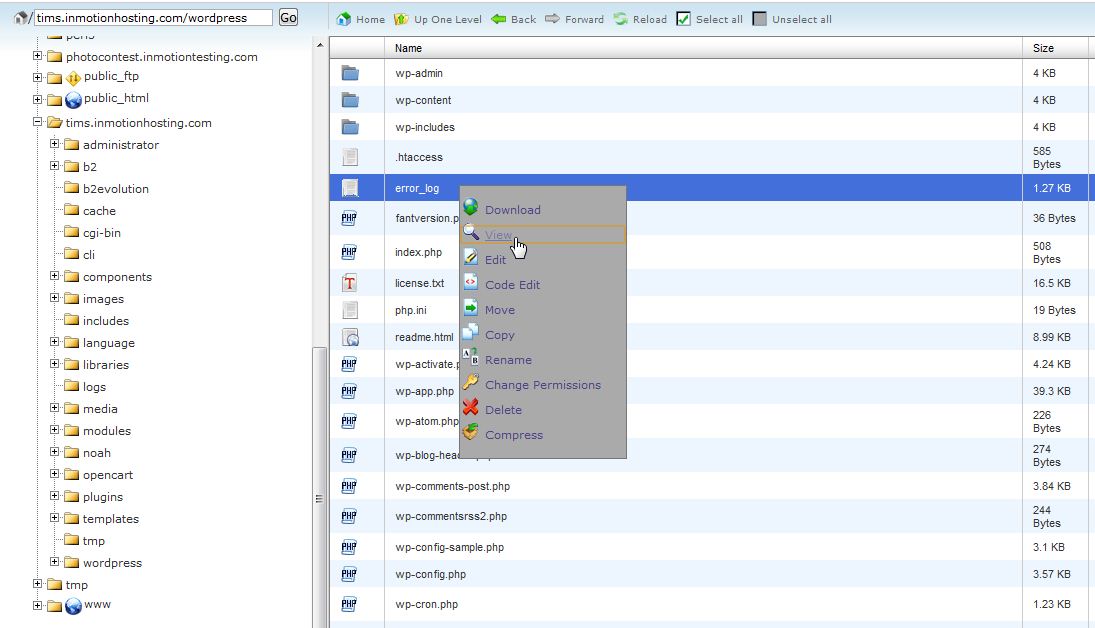 / tims.inmotionhosting.com/wordpress Go
Home Up One Level Back Forward Reload Select all Unselect all
photocontest.inmotiontesting.com
public_ftp
public_html
tims.inmotionhosting.com
administrator
b2
b2evolution
cache
cgi-bin
cli
components
images
includes
language
libraries
logs
media
modules
noah
opencart
plugins
templates
tmp
wordpress
tmp
www
Name Size
wp-admin 4 KB
wp-content 4 KB
wp-includes 4 KB
.htaccess 585
Bytes
error_log 1.27 KB
fantversion.p 36 Bytes
index.php 508
Bytes
license.txt 16.5 KB
php.ini 19 Bytes
readme.html 8.99 KB
wp-activate.p 4.24 KB
wp-app.php 39.3 KB
wp-atom.php 226
Bytes
wp-blog-header.php 274
Bytes
wp-comments-post.php 3.84 KB
wp-commentsrss2.php 244
Bytes
wp-config-sample.php 3.1 KB
wp-config.php 3.57 KB
wp-cron.php 1.23 KB
Download
View
Edit
Code Edit
Move
Copy
Rename
Change Permissions
Delete
Compress